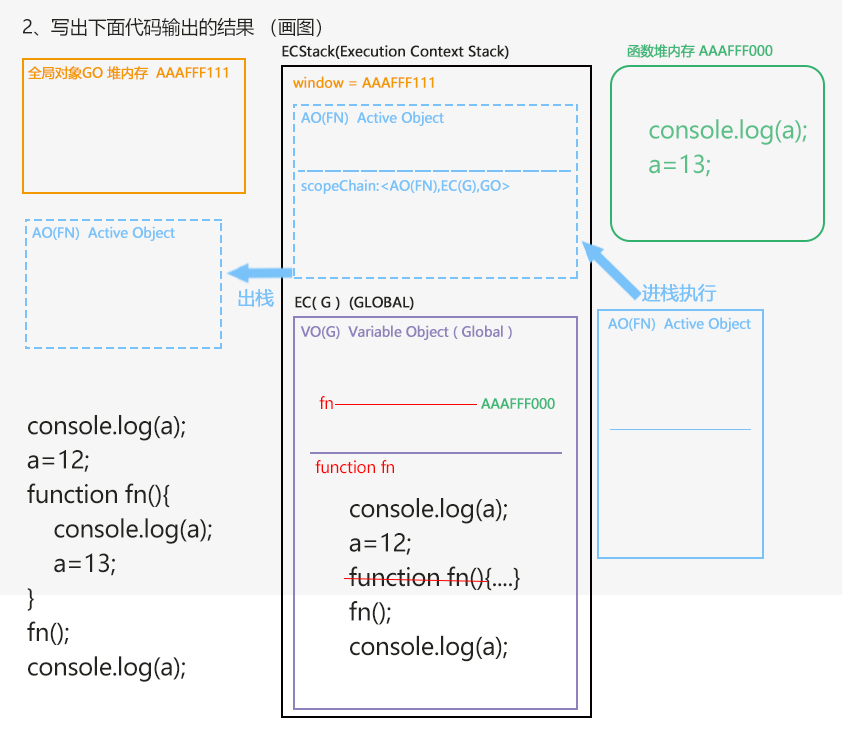 2、写出下面代码输出的结果 （画图）
ECStack(Execution Context Stack)
函数堆内存 AAAFFF000
全局对象GO 堆内存 AAAFFF111
window = AAAFFF111
AO(FN) Active Object
scopeChain:<AO(FN),EC(G),GO>
console.log(a);
a=13;
AO(FN) Active Object
出栈
进栈执行
EC( G ) (GLOBAL)
VO(G) Variable Object ( Global )
AO(FN) Active Object
fn
AAAFFF000
function fn
console.log(a);
a=12;
function fn(){....}
fn();
console.log(a);
console.log(a);
a=12;
function fn(){
console.log(a);
a=13;
}
fn();
console.log(a);